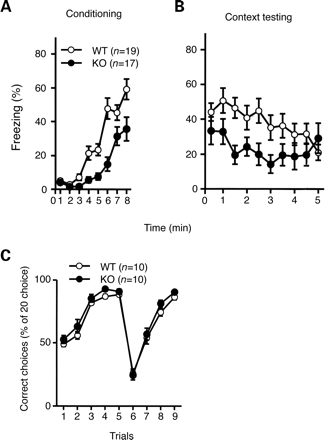 A
Conditioning
WT (n=19)
KO (n=17)
Freezing (%)
80
60
40
20
0
0 1 2 3 4 5 6 7 8
B
Context testing
80
60
40
20
0
0 1 2 3 4 5
Time (min)
C
WT (n=10)
KO (n=10)
Correct choices (% of 20 choice)
100
50
0
1 2 3 4 5 6 7 8 9
Trials